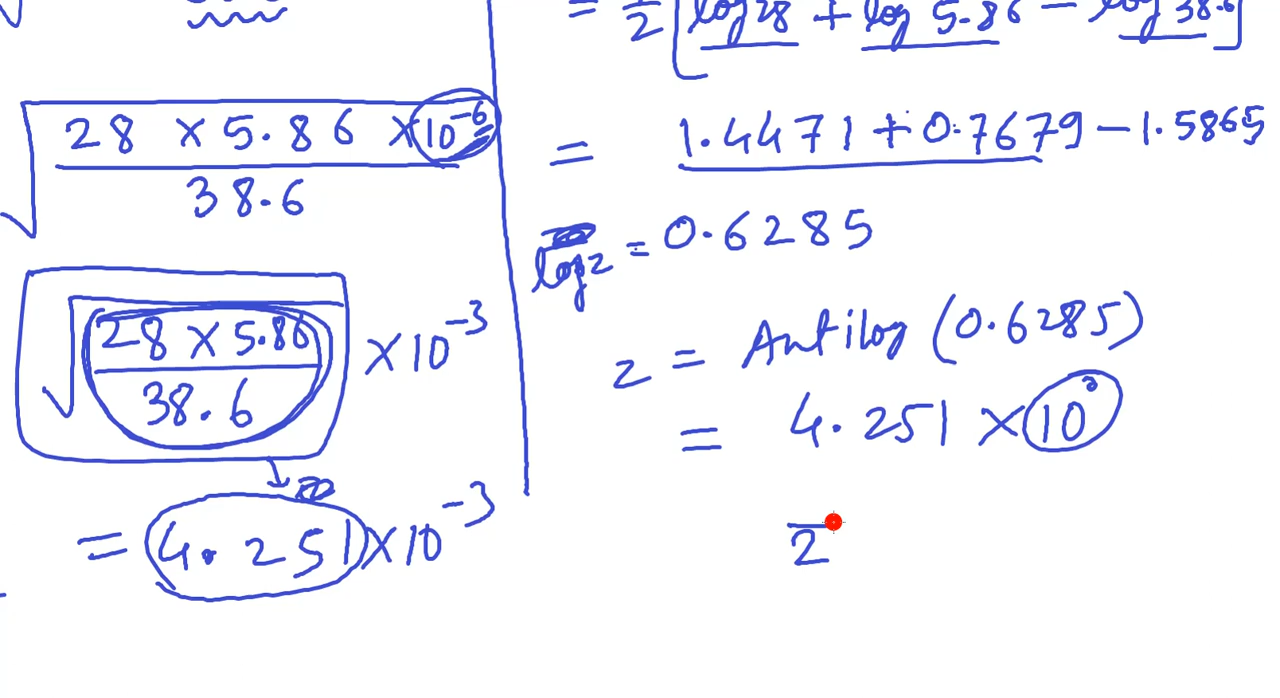 = 1/2 [log 28 + log 5.86 - log 38.6]
√(28 × 5.86 × 10⁻⁶ / 38.6)
= 1.4471 + 0.7679 - 1.5865
log z = 0.6285
√(28 × 5.86 / 38.6) × 10⁻³
z = Antilog (0.6285)
= 4.251 × 10⁰
= 4.251 × 10⁻³
2̅